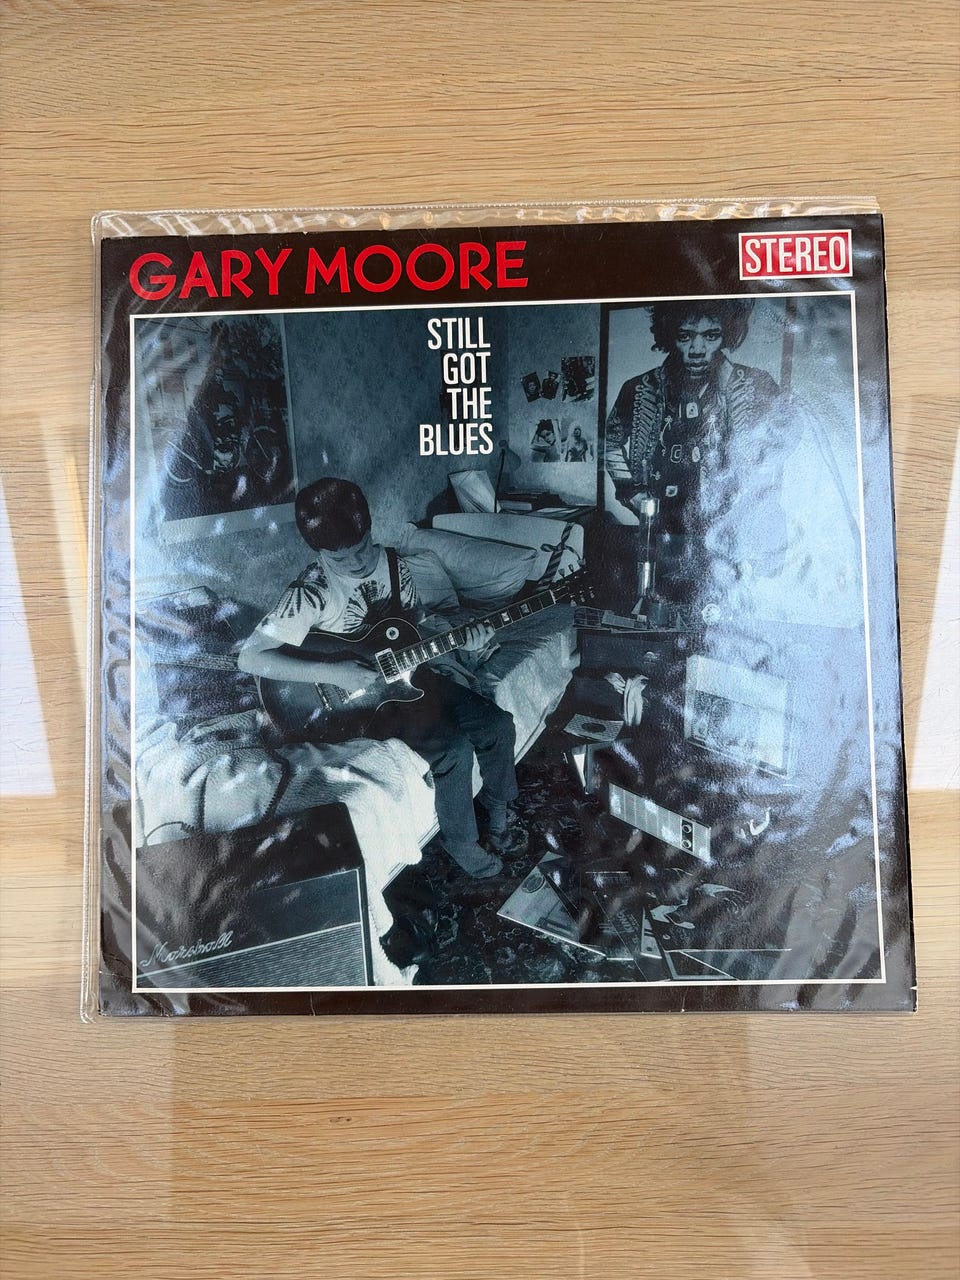 GARY MOORE
STEREO
STILL
GOT
THE
BLUES
Marshall